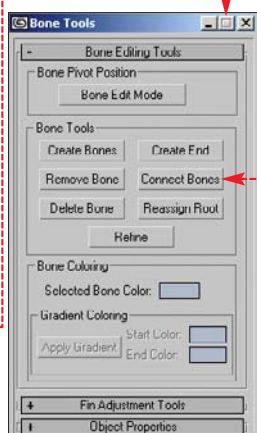 Bone Tools
- Bone Editing Tools
Bone Pivot Position
Bone Edit Mode
Bone Tools
Create Bones Create End
Remove Bone Connect Bones
Delete Bone Reassign Root
Refine
Bone Coloring
Selected Bone Color:
Gradient Coloring
Apply Gradient Start Color:
End Color:
+ Fin Adjustment Tools
+ Object Properties